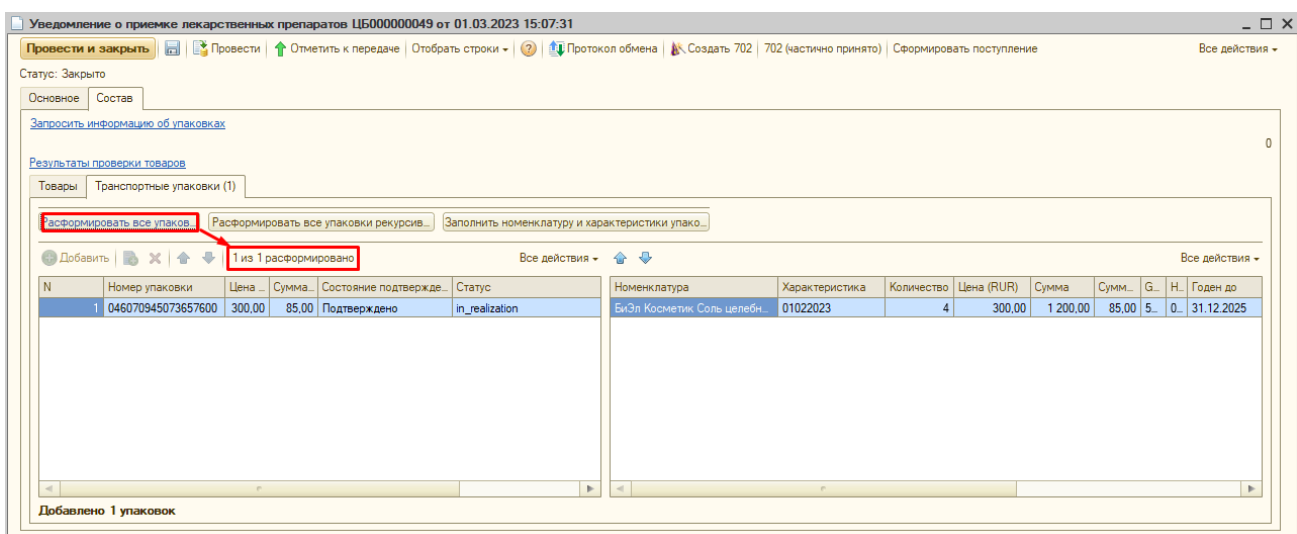 Уведомление о приемке лекарственных препаратов ЦБ000000049 от 01.03.2023 15:07:31
Провести и закрыть Провести Отметить к передаче Отобрать строки Протокол обмена Создать 702 702 (частично принято) Сформировать поступление Все действия
Статус: Закрыто
Основное Состав
Запросить информацию об упаковках
0
Результаты проверки товаров
Товары Транспортные упаковки (1)
Расформировать все упаков... Расформировать все упаковки рекурсив... Заполнить номенклатуру и характеристики упако...
Добавить 1 из 1 расформировано Все действия Все действия
N Номер упаковки Цена ... Сумма... Состояние подтвержде... Статус Номенклатура Характеристика Количество Цена (RUR) Сумма Сумм... G... Н... Годен до
1 046070945073657600 300,00 85,00 Подтверждено in_realization БиЭл Косметик Соль целебн... 01022023 4 300,00 1 200,00 85,00 5... 0... 31.12.2025
Добавлено 1 упаковок